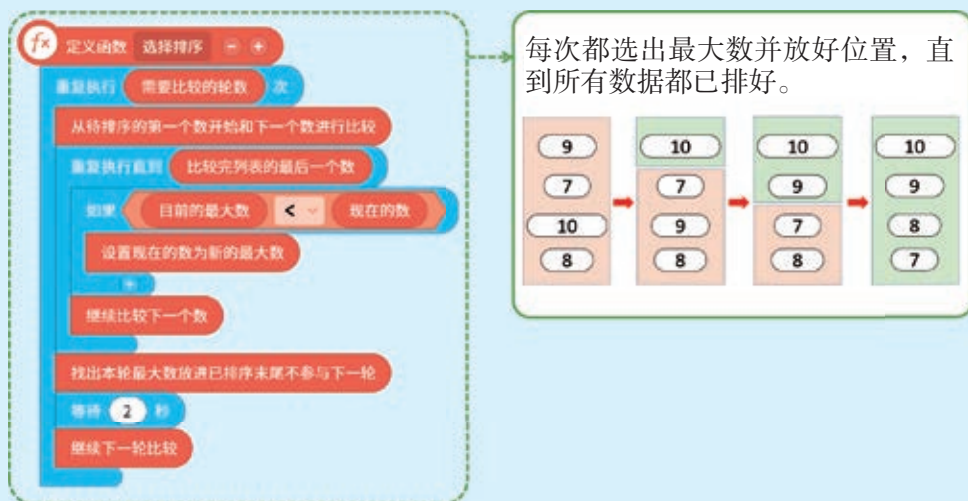 fx 定义函数 选择排序 - +
重复执行 需要比较的轮数 次
从待排序的第一个数开始和下一个数进行比较
重复执行直到 比较完列表的最后一个数
如果 目前的最大数 < 现在的数
设置现在的数为新的最大数
+
继续比较下一个数
找出本轮最大数放进已排序末尾不参与下一轮
等待 2 秒
继续下一轮比较
每次都选出最大数并放好位置，直
到所有数据都已排好。
9 10 10 10
7 7 9 9
10 9 7 8
8 8 8 7